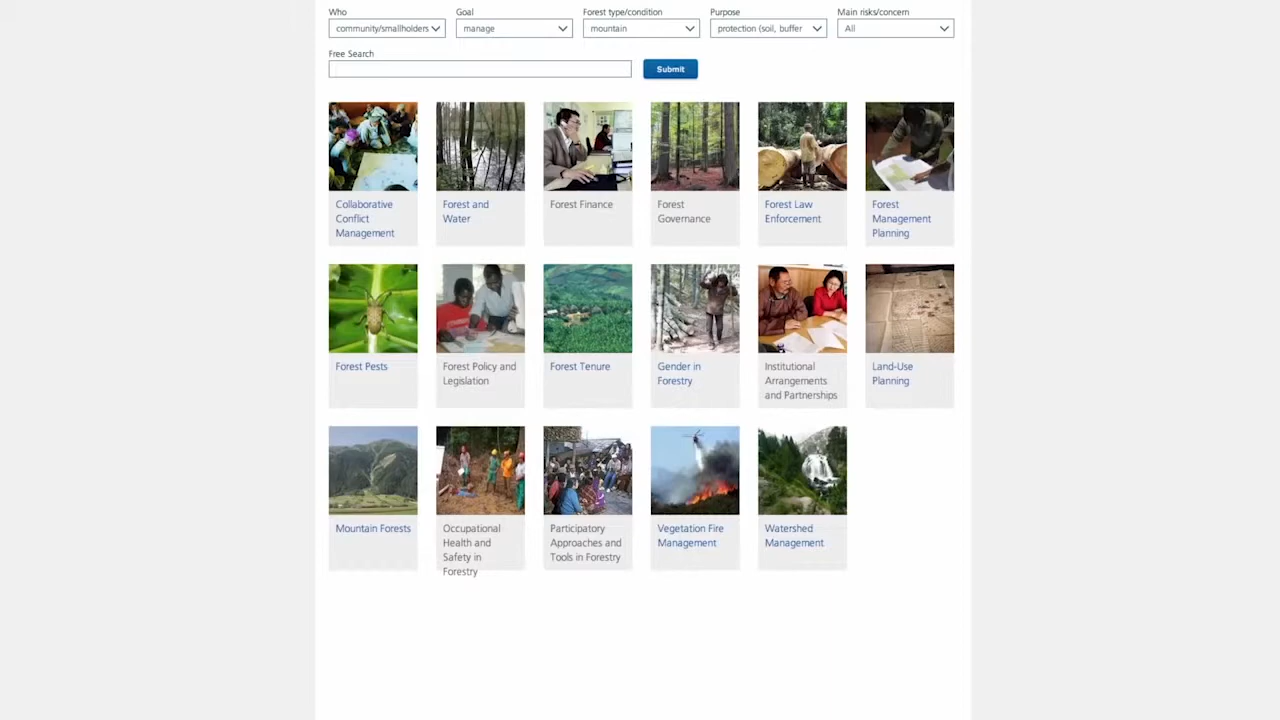 Who Goal Forest type/condition Purpose Main risks/concern
community/smallholders manage mountain protection (soil, buffer All
Free Search
Submit
Collaborative
Conflict
Management
Forest and
Water
Forest Finance
Forest
Governance
Forest Law
Enforcement
Forest
Management
Planning
Forest Pests
Forest Policy and
Legislation
Forest Tenure
Gender in
Forestry
Institutional
Arrangements
and Partnerships
Land-Use
Planning
Mountain Forests
Occupational
Health and
Safety in
Forestry
Participatory
Approaches and
Tools in Forestry
Vegetation Fire
Management
Watershed
Management